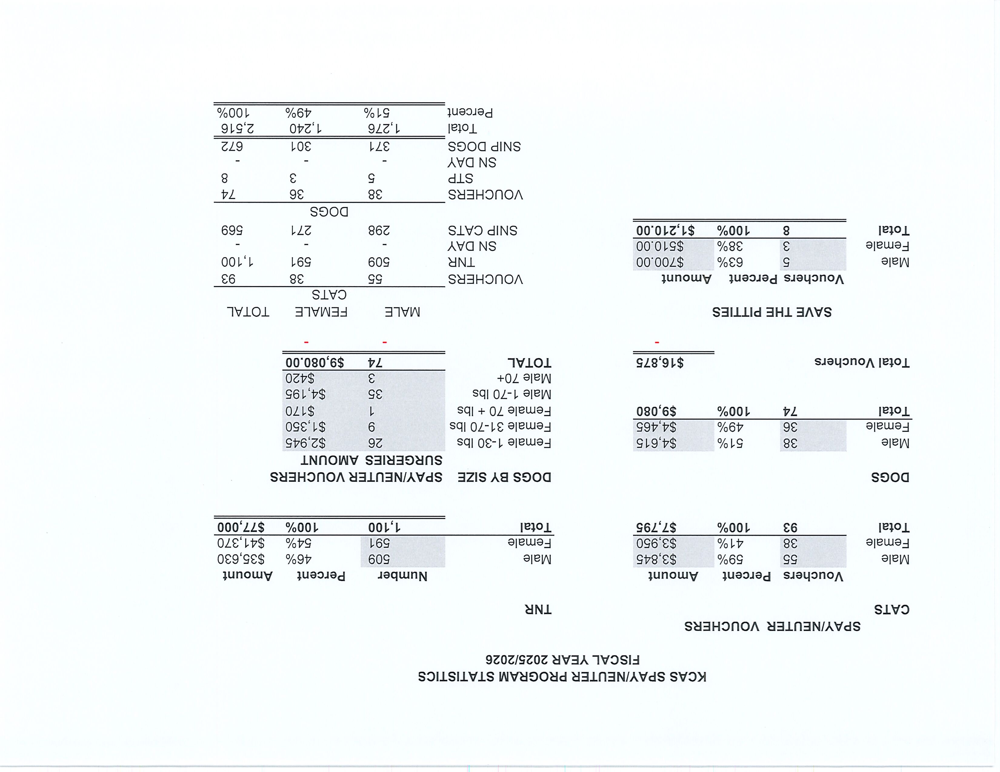 KCAS SPAY/NEUTER PROGRAM STATISTICS
FISCAL YEAR 2025/2026
SPAY/NEUTER VOUCHERS
CATS TNR
Vouchers Percent Amount Number Percent Amount
Male 55 59% $3,845 Male 509 46% $35,630
Female 38 41% $3,950 Female 591 54% $41,370
Total 93 100% $7,795 Total 1,100 100% $77,000
DOGS DOGS BY SIZE SPAY/NEUTER VOUCHERS
SURGERIES AMOUNT
Male 38 51% $4,615 Female 1-30 lbs 26 $2,945
Female 36 49% $4,465 Female 31-70 lbs 9 $1,350
Total 74 100% $9,080 Female 70 + lbs 1 $170
Male 1-70 lbs 35 $4,195
Male 70+ 3 $420
Total Vouchers $16,875 TOTAL 74 $9,080.00
- - -
SAVE THE PITTIES MALE FEMALE TOTAL
CATS
Vouchers Percent Amount VOUCHERS 55 38 93
Male 5 63% $700.00 TNR 509 591 1,100
Female 3 38% $510.00 SN DAY - - -
Total 8 100% $1,210.00 SNIP CATS 298 271 569
DOGS
VOUCHERS 38 36 74
STP 5 3 8
SN DAY - - -
SNIP DOGS 371 301 672
Total 1,276 1,240 2,516
Percent 51% 49% 100%